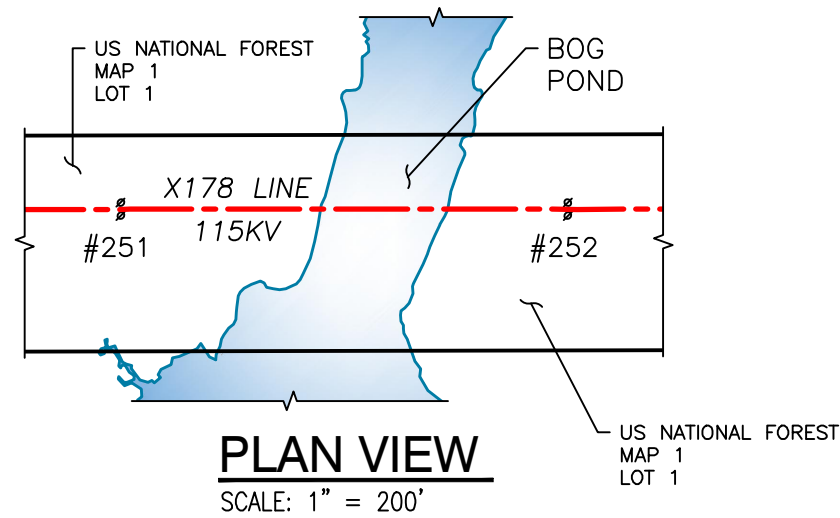 US NATIONAL FOREST
MAP 1
LOT 1
BOG
POND
X178 LINE
115KV
#251
#252
US NATIONAL FOREST
MAP 1
LOT 1
PLAN VIEW
SCALE: 1" = 200'